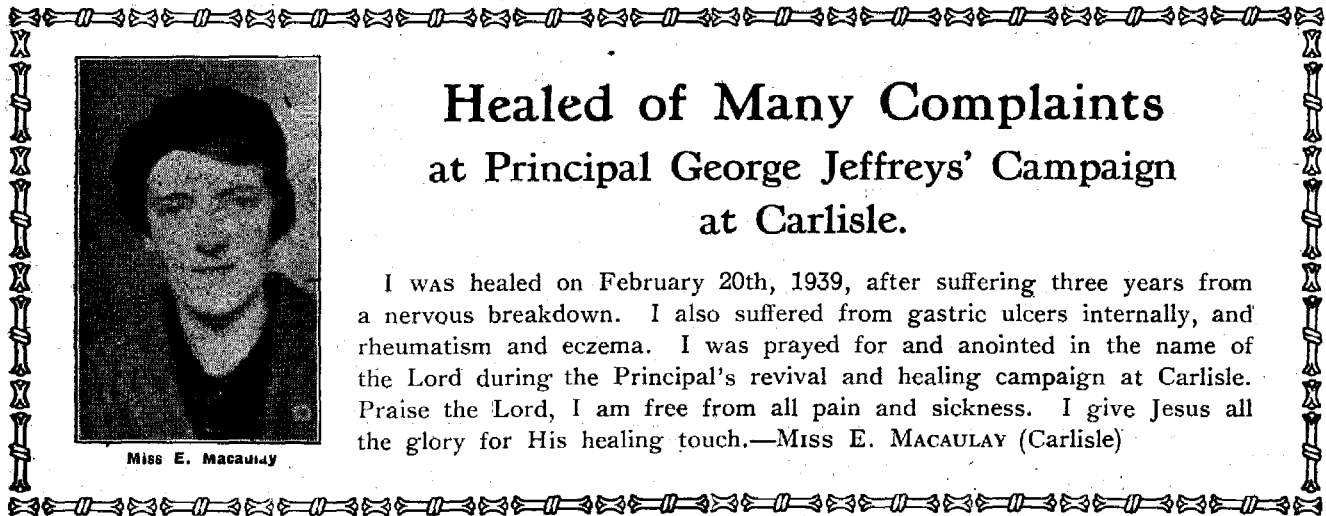 Healed of Many Complaints
at Principal George Jeffreys' Campaign
at Carlisle.
I WAS healed on February 20th, 1939, after suffering three years from
a nervous breakdown. I also suffered from gastric ulcers internally, and
rheumatism and eczema. I was prayed for and anointed in the name of
the Lord during the Principal's revival and healing campaign at Carlisle.
Praise the Lord, I am free from all pain and sickness. I give Jesus all
the glory for His healing touch.—MISS E. MACAULAY (Carlisle)
Miss E. Macaulay